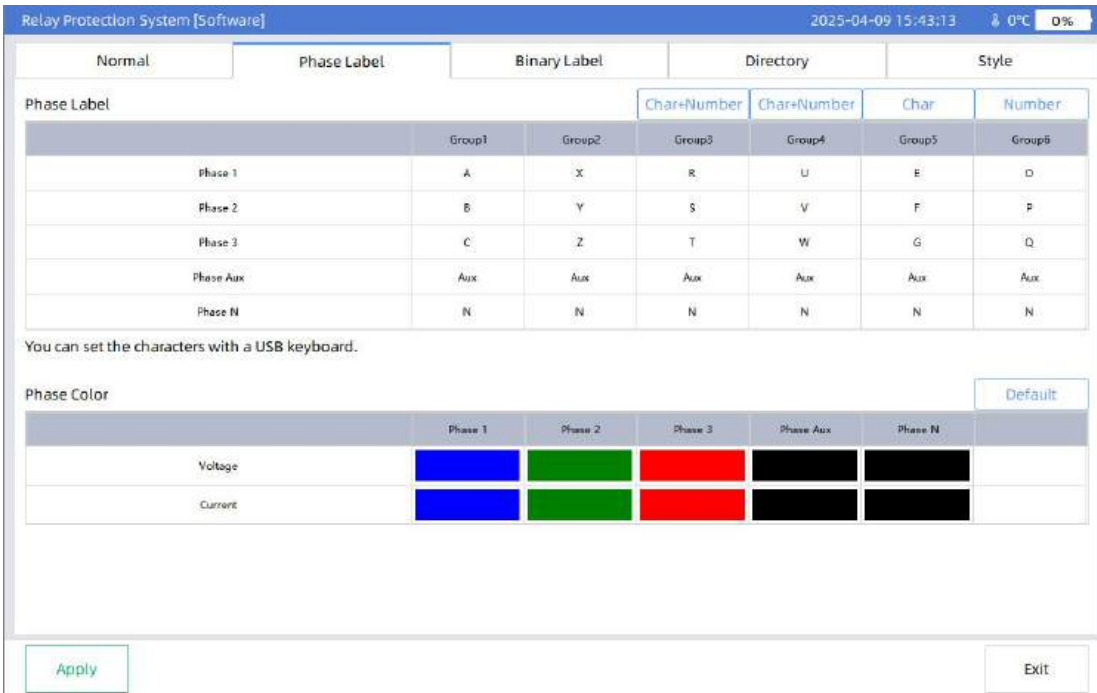 Relay Protection System [Software] 2025-04-09 15:43:13 0°C 0%
Normal Phase Label Binary Label Directory Style
Phase Label Char+Number Char+Number Char Number
Group1 Group2 Group3 Group4 Group5 Group6
Phase 1 A X R U E O
Phase 2 B Y S V F P
Phase 3 C Z T W G Q
Phase Aux Aux Aux Aux Aux Aux Aux
Phase N N N N N N N
You can set the characters with a USB keyboard.
Phase Color Default
Phase 1 Phase 2 Phase 3 Phase Aux Phase N
Voltage
Current
Apply Exit